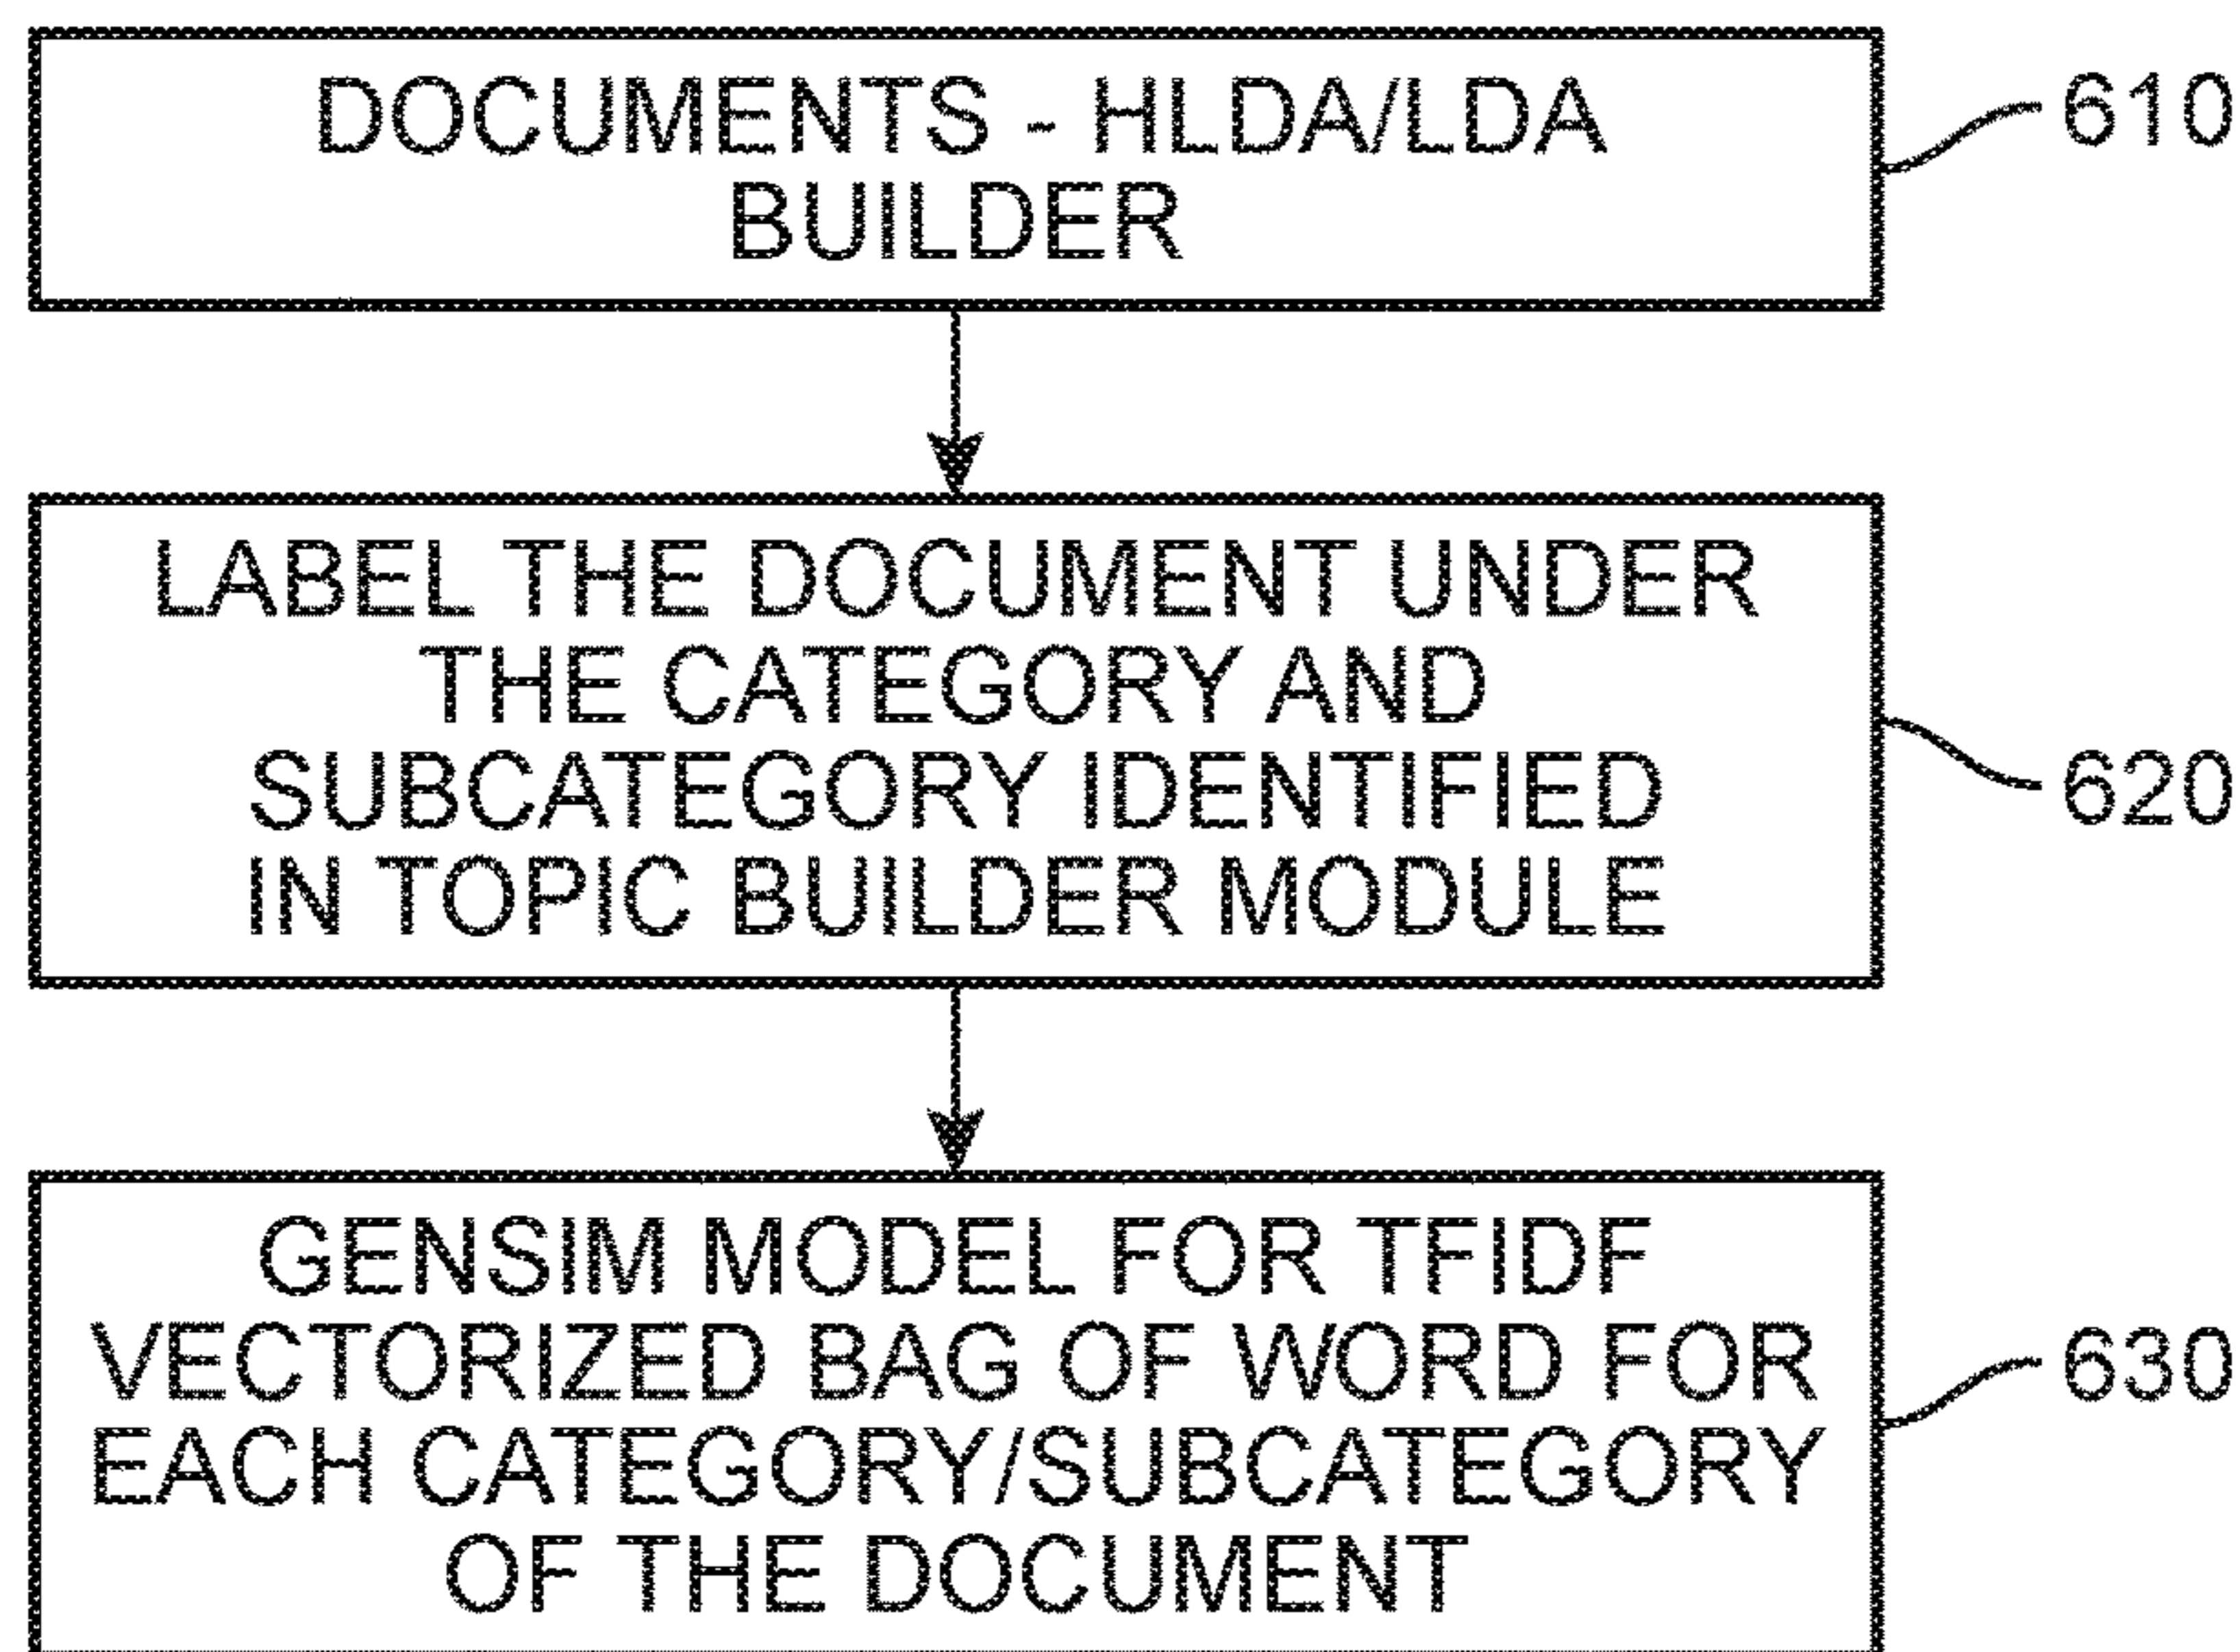 DOCUMENTS - HLDA/LDA
BUILDER
610
LABEL THE DOCUMENT UNDER
THE CATEGORY AND
SUBCATEGORY IDENTIFIED
IN TOPIC BUILDER MODULE
620
GENSIM MODEL FOR TFIDF
VECTORIZED BAG OF WORD FOR
EACH CATEGORY/SUBCATEGORY
OF THE DOCUMENT
630